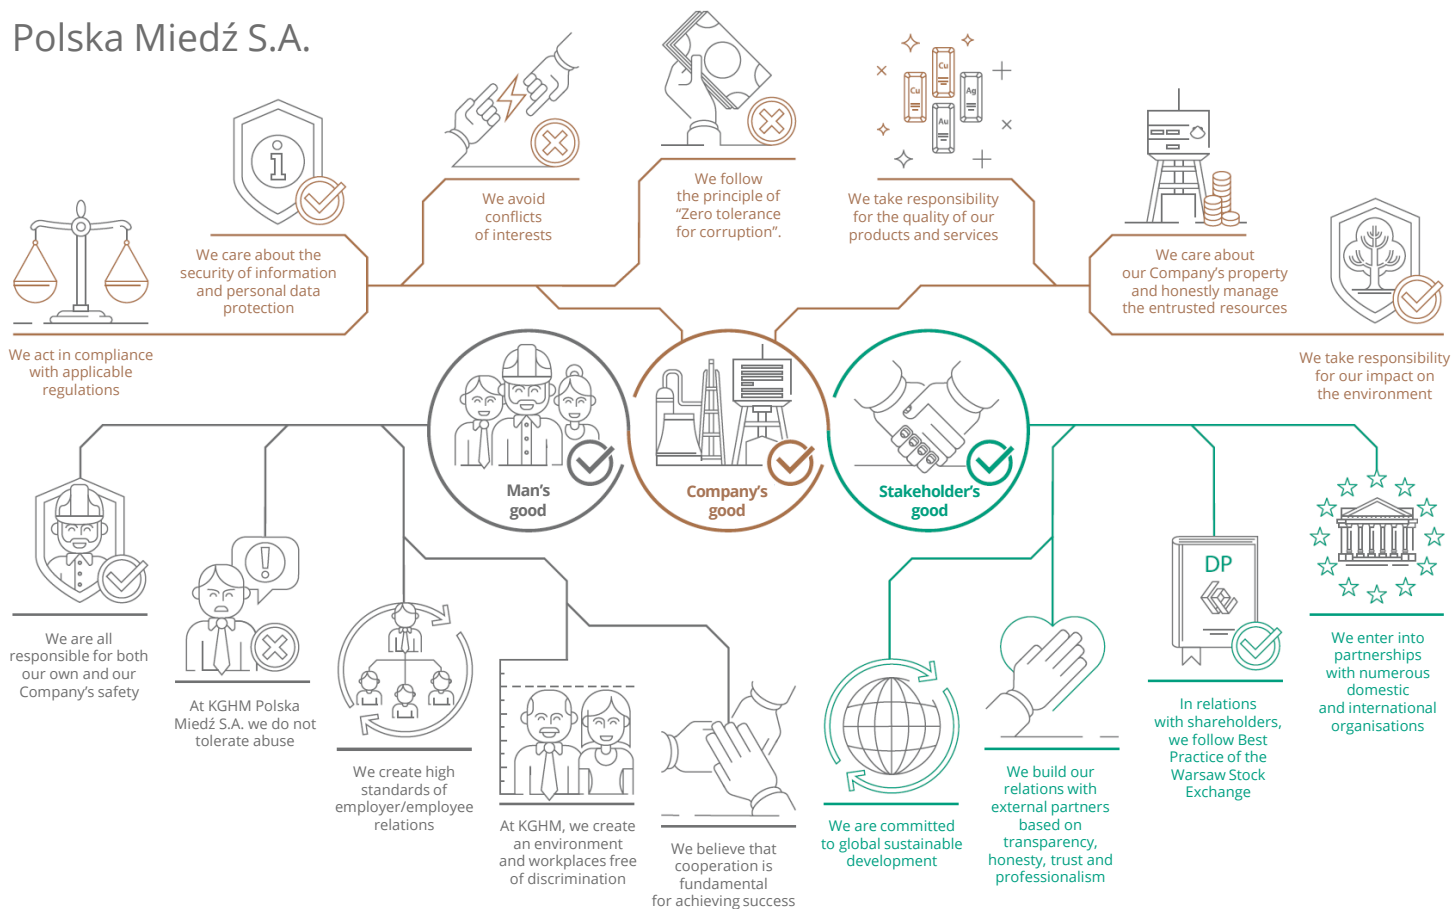 Polska Miedź S.A.
Cu
Cu
Ag
Au
i
We act in compliance
with applicable
regulations
We care about the
security of information
and personal data
protection
We avoid
conflicts
of interests
We follow
the principle of
“Zero tolerance
for corruption”.
We take responsibility
for the quality of our
products and services
We care about
our Company’s property
and honestly manage
the entrusted resources
We take responsibility
for our impact on
the environment
Man’s
good
Company’s
good
Stakeholder’s
good
We are all
responsible for both
our own and our
Company’s safety
!
At KGHM Polska
Miedź S.A. we do not
tolerate abuse
We create high
standards of
employer/employee
relations
At KGHM, we create
an environment
and workplaces free
of discrimination
We believe that
cooperation is
fundamental
for achieving success
We are committed
to global sustainable
development
We build our
relations with
external partners
based on
transparency,
honesty, trust and
professionalism
DP
In relations
with shareholders,
we follow Best
Practice of the
Warsaw Stock
Exchange
We enter into
partnerships
with numerous
domestic
and international
organisations